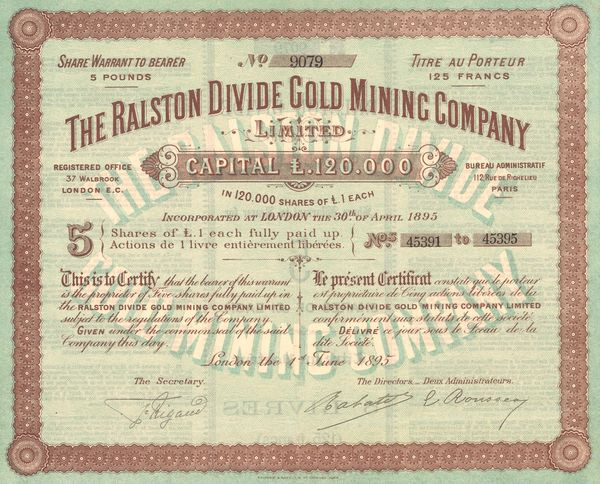 SHARE WARRANT TO BEARER
5 POUNDS
No 9079
TITRE AU PORTEUR
125 FRANCS
THE RALSTON DIVIDE GOLD MINING COMPANY
LIMITED
CAPITAL £.120.000
REGISTERED OFFICE
37 WALBROOK
LONDON E.C.
BUREAU ADMINISTRATIF
112, RUE DE RICHELIEU
PARIS
IN 120.000 SHARES OF £.1 EACH
INCORPORATED AT LONDON THE 30th OF APRIL 1895
5 Shares of £.1 each fully paid up.
Actions de 1 livre entièrement libérées.
Nos 45391 to 45395
This is to Certify that the bearer of this warrant
is the proprietor of Five shares fully paid up in
the RALSTON DIVIDE GOLD MINING COMPANY LIMITED
subject to the regulations of the Company.
GIVEN under the common seal of the said
Company this day.
Le présent Certificat constate que le porteur
est propriétaire de Cinq actions libérées de la
RALSTON DIVIDE GOLD MINING COMPANY LIMITED
conformément aux statuts de cette société.
DÉLIVRÉ ce jour sous le Sceau de la
dite Société.
London the 1st June 1895
The Secretary.
The Directors._ Deux Administrateurs.
THE RALSTON DIVIDE
GOLD MINING COMPANY